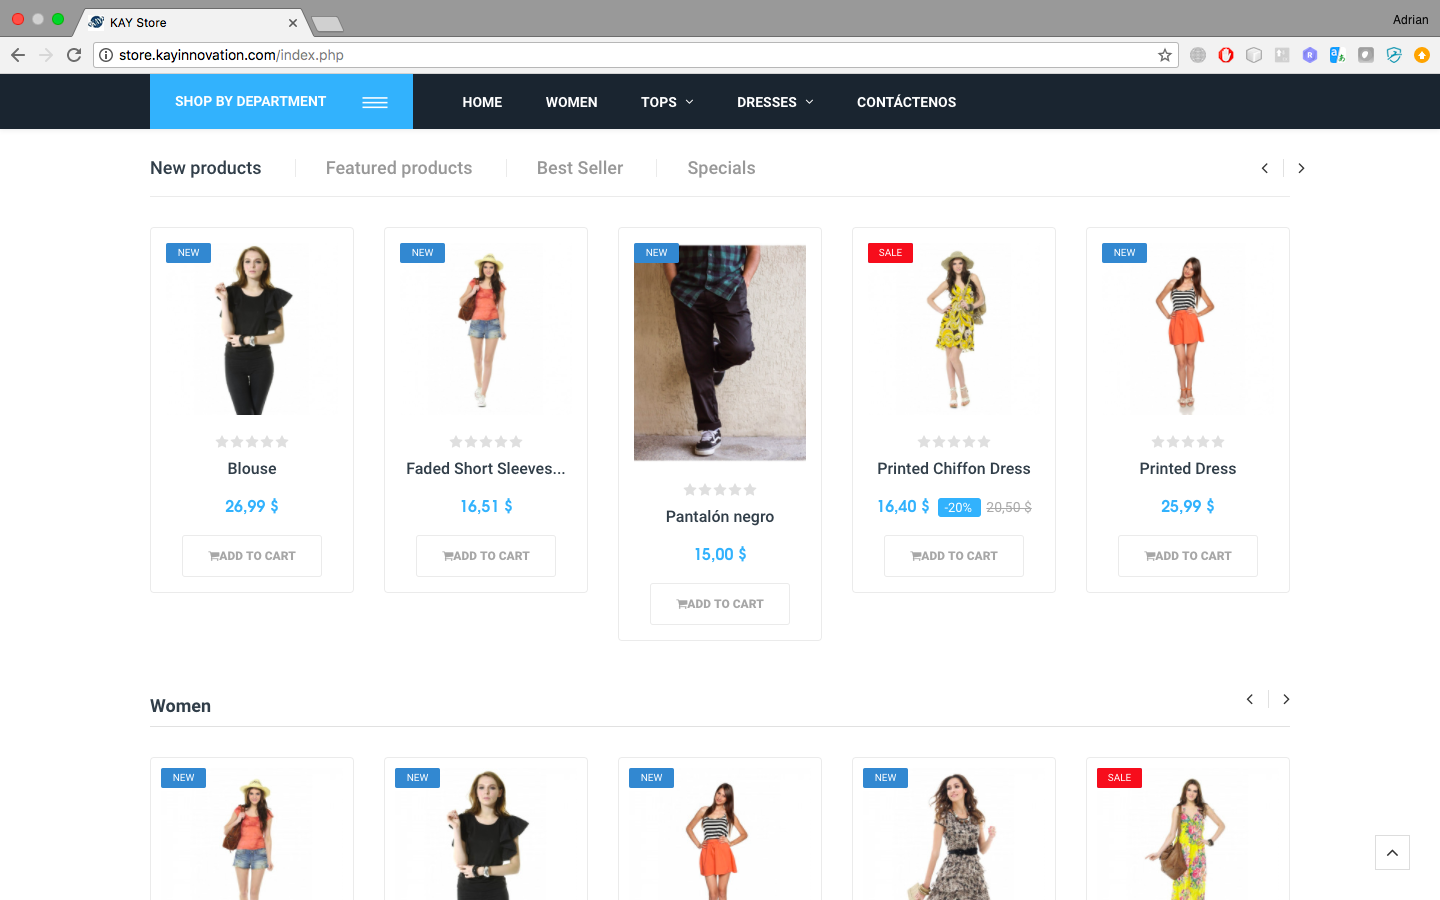 KAY Store
Adrian
store.kayinnovation.com/index.php
SHOP BY DEPARTMENT
HOME
WOMEN
TOPS
DRESSES
CONTÁCTENOS
New products
Featured products
Best Seller
Specials
NEW
Blouse
26,99 $
ADD TO CART
NEW
Faded Short Sleeves...
16,51 $
ADD TO CART
NEW
Pantalón negro
15,00 $
ADD TO CART
SALE
Printed Chiffon Dress
16,40 $ -20% 20,50 $
ADD TO CART
NEW
Printed Dress
25,99 $
ADD TO CART
Women
NEW
NEW
NEW
NEW
SALE